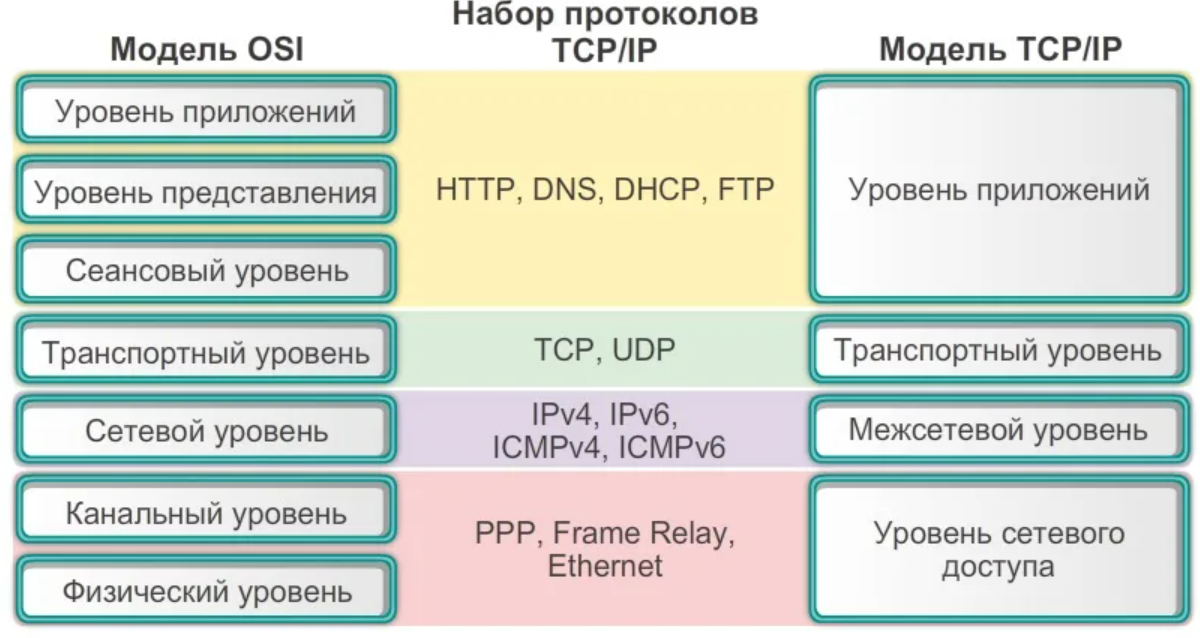 Набор протоколов
Модель OSI
TCP/IP
Модель TCP/IP
Уровень приложений
Уровень представления
HTTP, DNS, DHCP, FTP
Уровень приложений
Сеансовый уровень
Транспортный уровень
TCP, UDP
Транспортный уровень
Сетевой уровень
IPv4, IPv6,
ICMPv4, ICMPv6
Межсетевой уровень
Канальный уровень
PPP, Frame Relay,
Ethernet
Уровень сетевого
доступа
Физический уровень